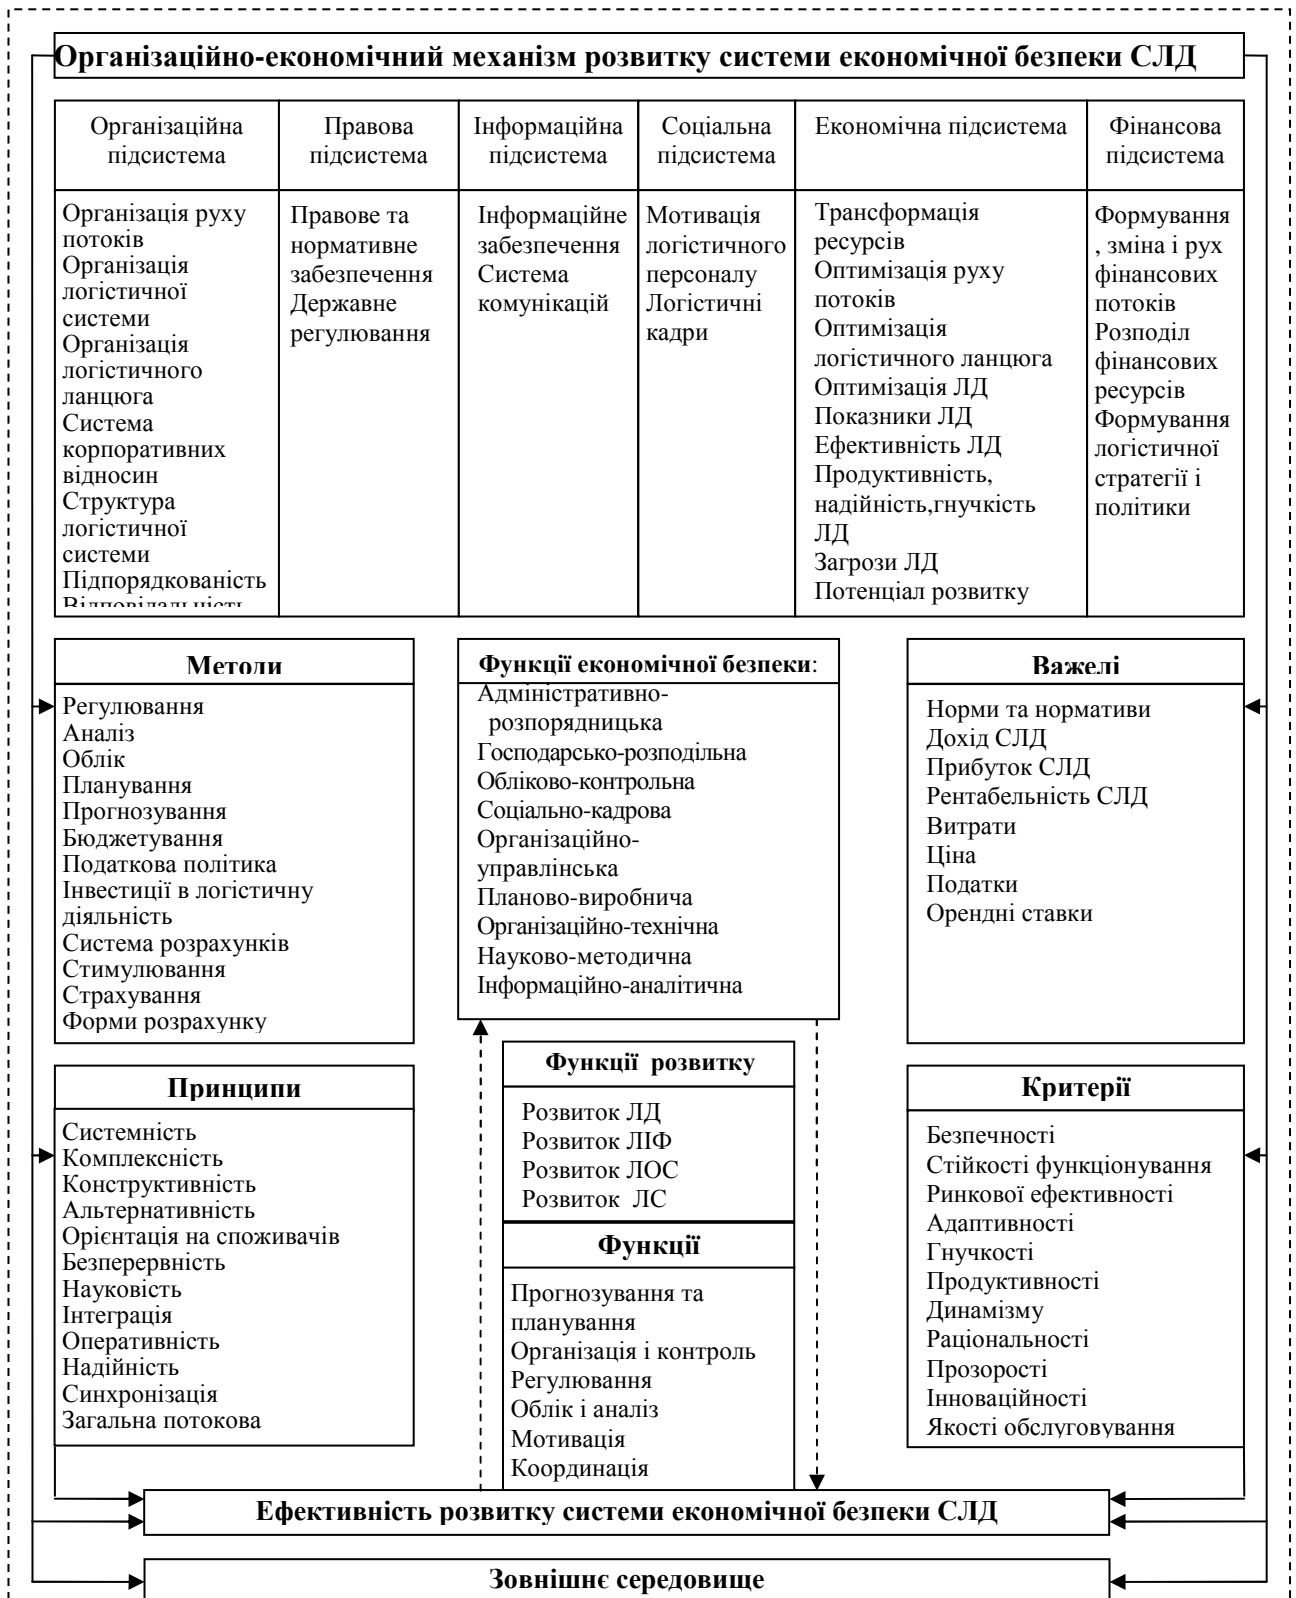 Організаційно-економічний механізм розвитку системи економічної безпеки СЛД
Організаційна
підсистема
Правова
підсистема
Інформаційна
підсистема
Соціальна
підсистема
Економічна підсистема
Фінансова
підсистема
Організація руху
потоків
Організація
логістичної
системи
Організація
логістичного
ланцюга
Система
корпоративних
відносин
Структура
логістичної
системи
Підпорядкованість
Відповідальність
Правове та
нормативне
забезпечення
Державне
регулювання
Інформаційне
забезпечення
Система
комунікацій
Мотивація
логістичного
персоналу
Логістичні
кадри
Трансформація
ресурсів
Оптимізація руху
потоків
Оптимізація
логістичного ланцюга
Оптимізація ЛД
Показники ЛД
Ефективність ЛД
Продуктивність,
надійність,гнучкість
ЛД
Загрози ЛД
Потенціал розвитку
Формування
, зміна і рух
фінансових
потоків
Розподіл
фінансових
ресурсів
Формування
логістичної
стратегії і
політики
Методи
Регулювання
Аналіз
Облік
Планування
Прогнозування
Бюджетування
Податкова політика
Інвестиції в логістичну
діяльність
Система розрахунків
Стимулювання
Страхування
Форми розрахунку
Функції економічної безпеки:
Адміністративно-
розпорядницька
Господарсько-розподільна
Обліково-контрольна
Соціально-кадрова
Організаційно-
управлінська
Планово-виробнича
Організаційно-технічна
Науково-методична
Інформаційно-аналітична
Важелі
Норми та нормативи
Дохід СЛД
Прибуток СЛД
Рентабельність СЛД
Витрати
Ціна
Податки
Орендні ставки
Принципи
Системність
Комплексність
Конструктивність
Альтернативність
Орієнтація на споживачів
Безперервність
Науковість
Інтеграція
Оперативність
Надійність
Синхронізація
Загальна потокова
Функції розвитку
Розвиток ЛД
Розвиток ЛІФ
Розвиток ЛОС
Розвиток ЛС
Функції
Прогнозування та
планування
Організація і контроль
Регулювання
Облік і аналіз
Мотивація
Координація
Критерії
Безпечності
Стійкості функціонування
Ринкової ефективності
Адаптивності
Гнучкості
Продуктивності
Динамізму
Раціональності
Прозорості
Інноваційності
Якості обслуговування
Ефективність розвитку системи економічної безпеки СЛД
Зовнішнє середовище